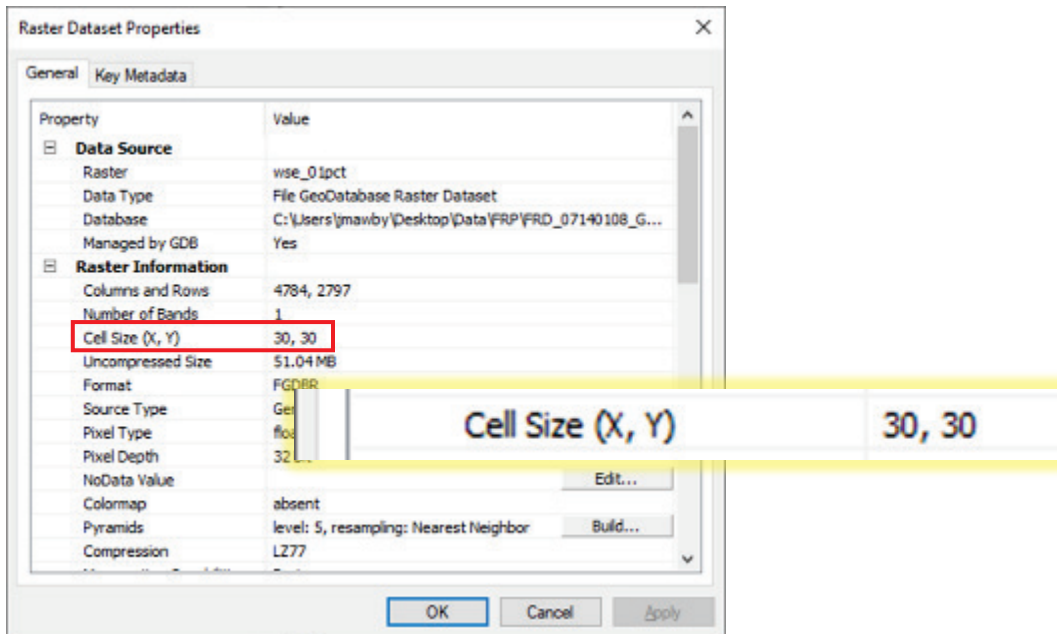 Raster Dataset Properties
General Key Metadata
Property Value
Data Source
Raster wse_01pct
Data Type File GeoDatabase Raster Dataset
Database C:\Users\jmawby\Desktop\Data\FRP\FRD_07140108_G...
Managed by GDB Yes
Raster Information
Columns and Rows 4784, 2797
Number of Bands 1
Cell Size (X, Y) 30, 30
Uncompressed Size 51.04 MB
Format FGDBR
Source Type
Cell Size (X, Y) 30, 30
Pixel Type
Pixel Depth 32
NoData Value Edit...
Colormap absent
Pyramids level: 5, resampling: Nearest Neighbor Build...
Compression LZ77
OK Cancel Apply